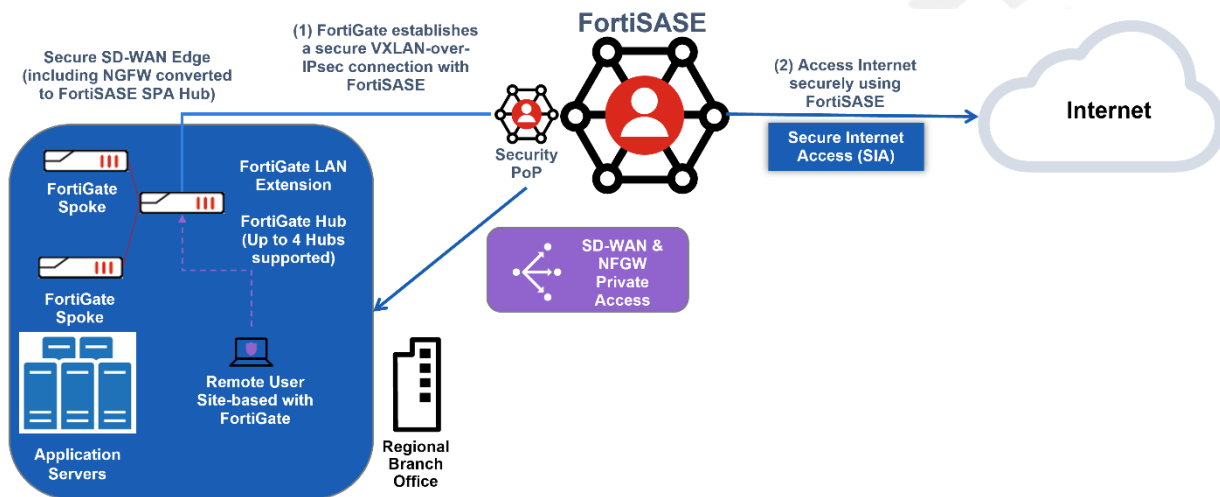 FortiSASE
(1) FortiGate establishes
a secure VXLAN-over-
IPsec connection with
FortiSASE
Secure SD-WAN Edge
(including NGFW converted
to FortiSASE SPA Hub)
(2) Access Internet
securely using
FortiSASE
Secure Internet
Access (SIA)
Internet
Security
PoP
FortiGate LAN
Extension
FortiGate Hub
(Up to 4 Hubs
supported)
FortiGate
Spoke
FortiGate
Spoke
SD-WAN &
NFGW
Private
Access
Remote User
Site-based with
FortiGate
Application
Servers
Regional
Branch
Office